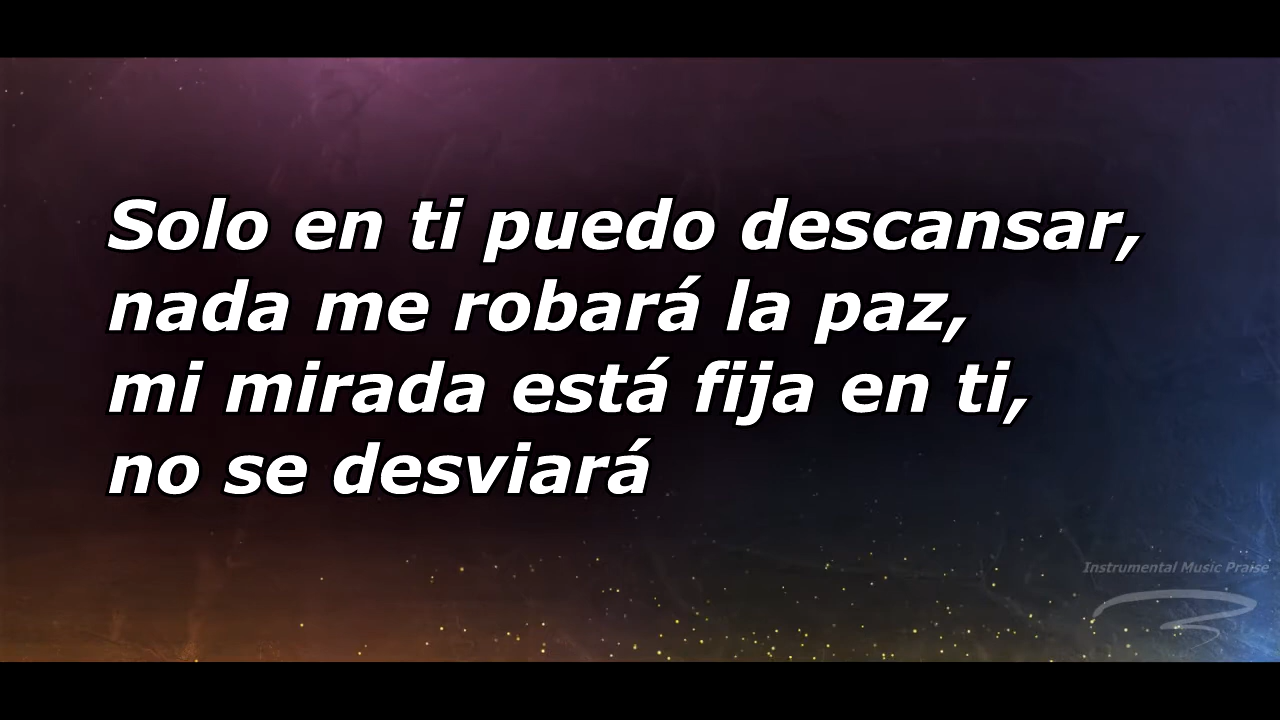 Solo en ti puedo descansar,
nada me robará la paz,
mi mirada está fija en ti,
no se desviará
Instrumental Music Praise